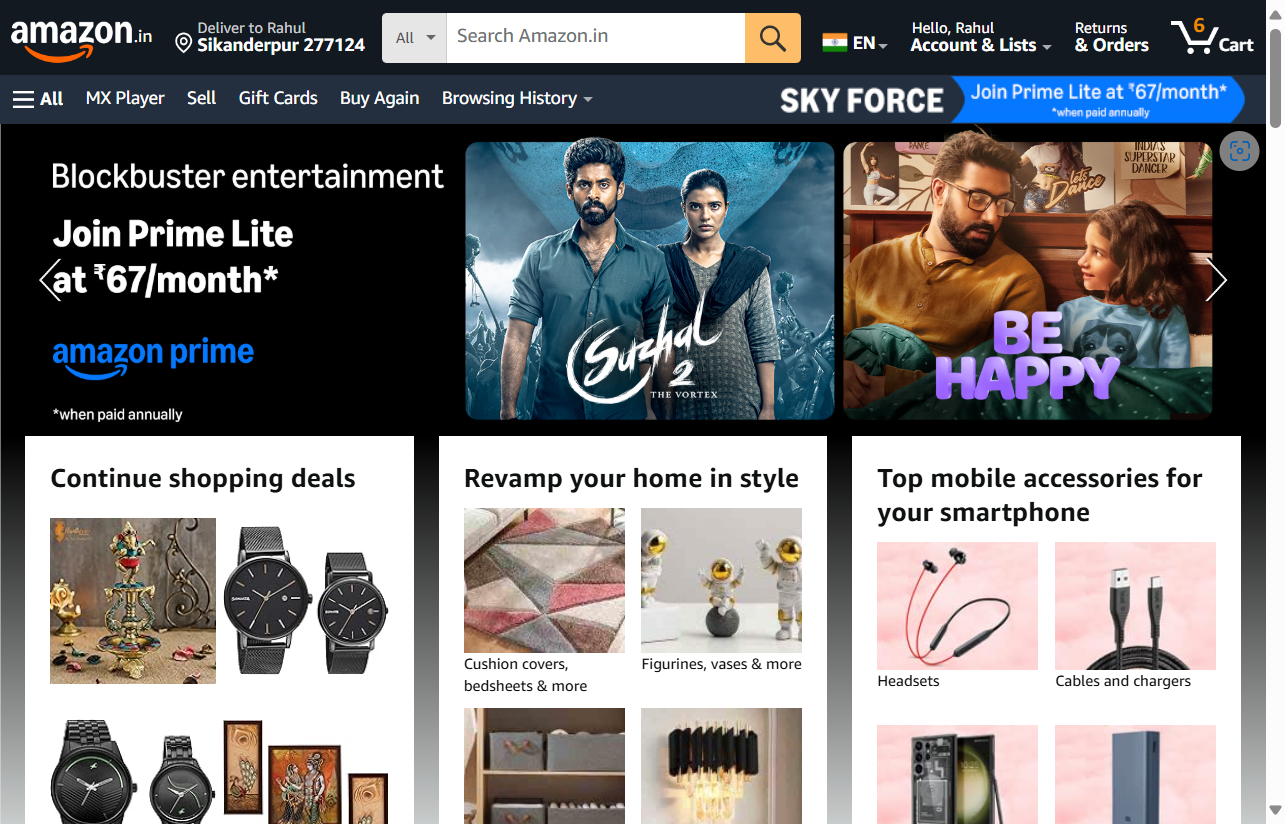 amazon.in
Deliver to Rahul
Sikanderpur 277124
All
Search Amazon.in
EN
Hello, Rahul
Account & Lists
Returns
& Orders
6
Cart
All
MX Player
Sell
Gift Cards
Buy Again
Browsing History
SKY FORCE
Join Prime Lite at ₹67/month*
*when paid annually
Blockbuster entertainment
Join Prime Lite
at ₹67/month*
amazon prime
*when paid annually
Suzhal
2
THE VORTEX
DANCE
let's
Dance
INDIA'S
SUPERSTAR
DANCER
BE
HAPPY
Continue shopping deals
Revamp your home in style
Cushion covers,
bedsheets & more
Figurines, vases & more
Top mobile accessories for
your smartphone
Headsets
Cables and chargers